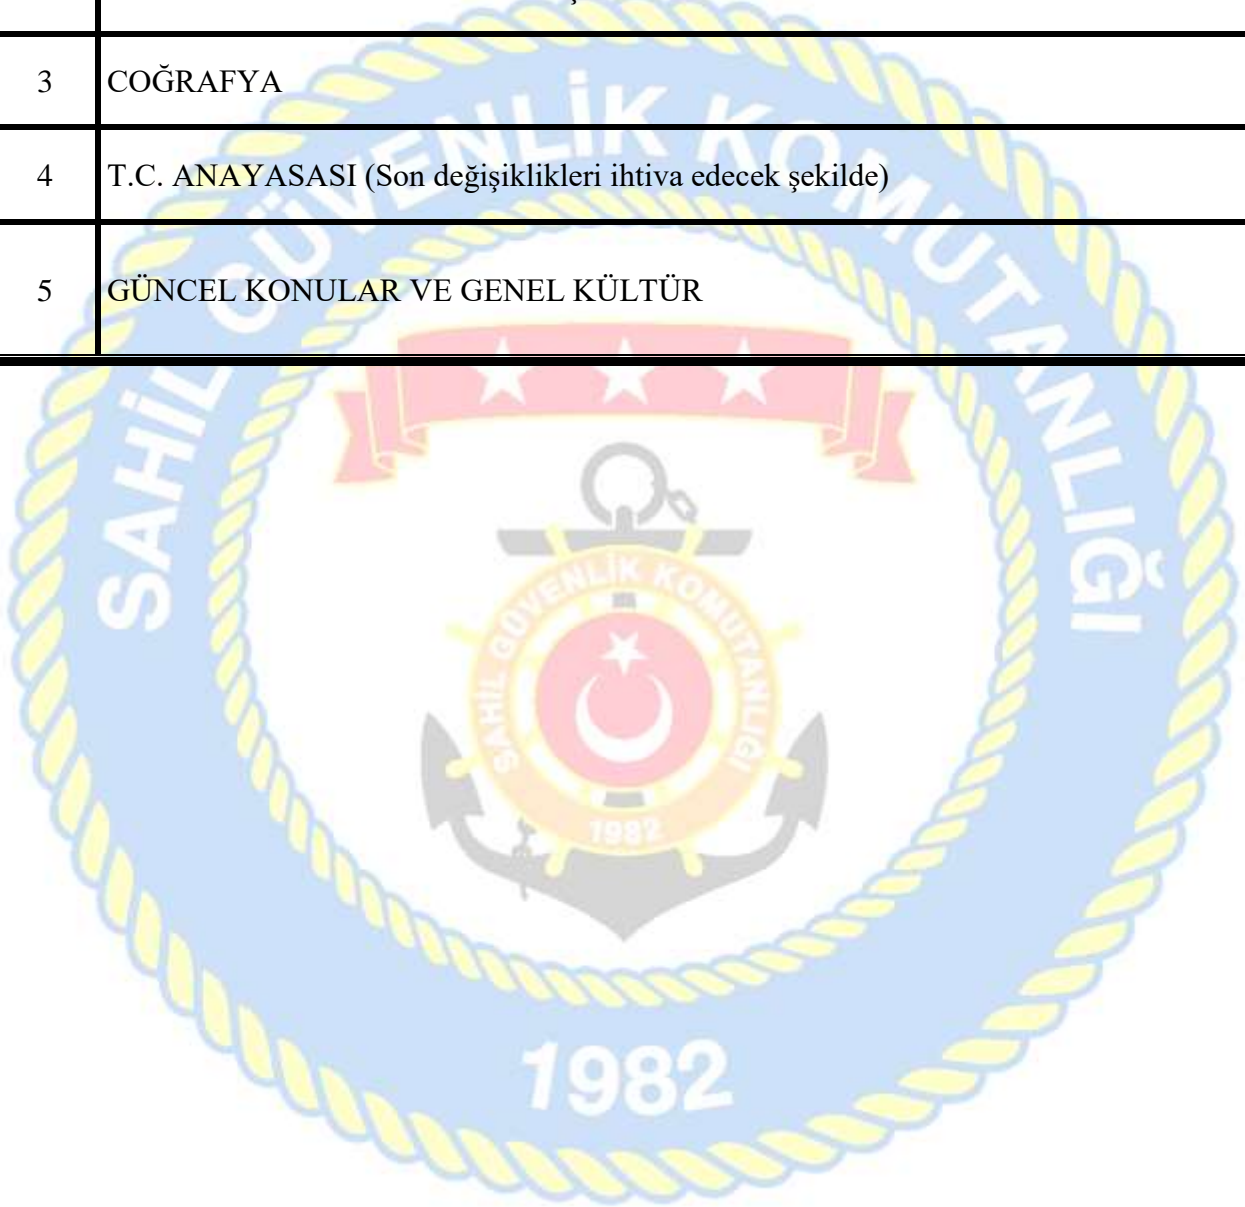 3 COĞRAFYA
4 T.C. ANAYASASI (Son değişiklikleri ihtiva edecek şekilde)
5 GÜNCEL KONULAR VE GENEL KÜLTÜR
SAHİL GÜVENLİK KOMUTANLIĞI
SAHİL GÜVENLİK KOMUTANLIĞI
1982
1982